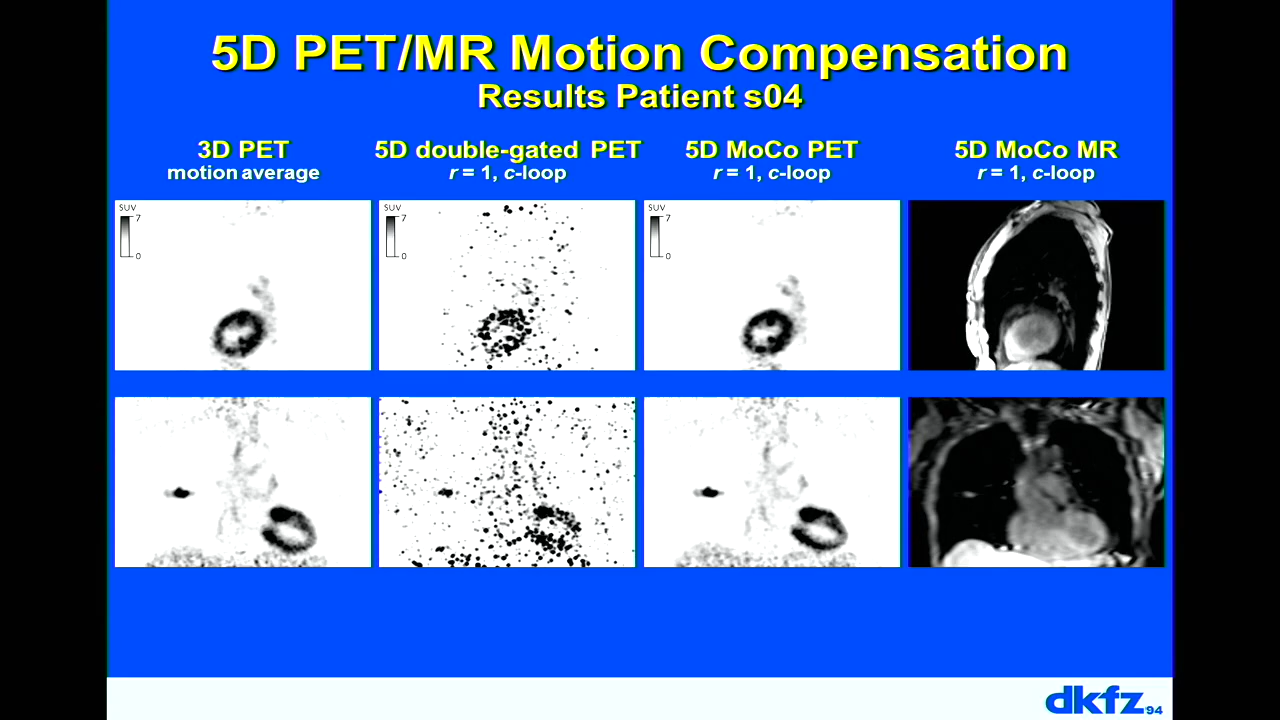 5D PET/MR Motion Compensation
Results Patient s04
3D PET
motion average
5D double-gated PET
r = 1, c-loop
5D MoCo PET
r = 1, c-loop
5D MoCo MR
r = 1, c-loop
SUV
7
0
SUV
7
0
SUV
7
0
dkfz.
94